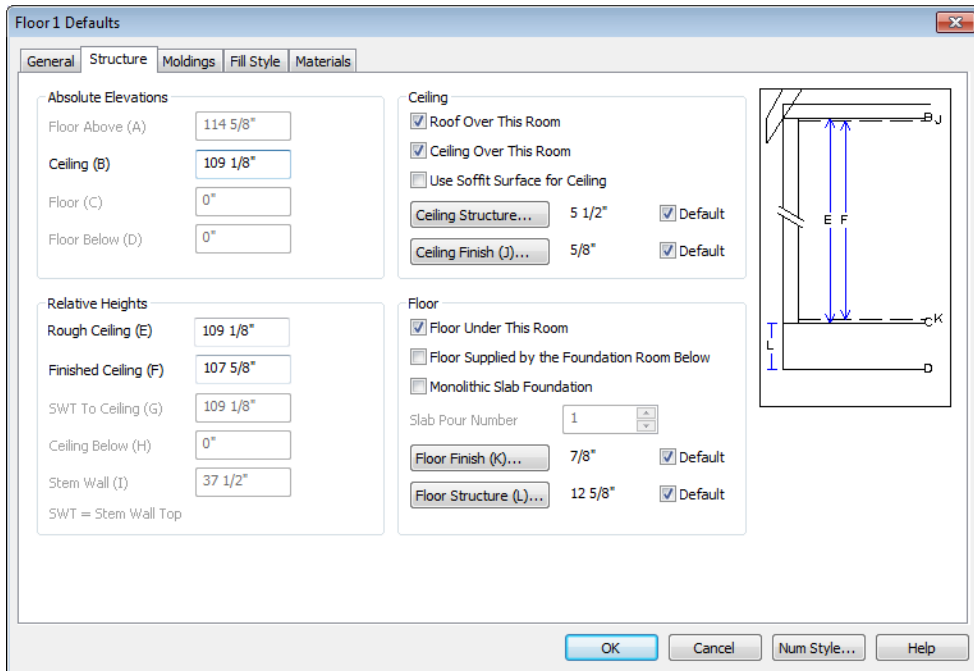 Floor 1 Defaults
General Structure Moldings Fill Style Materials
Absolute Elevations
Floor Above (A) 114 5/8"
Ceiling (B) 109 1/8"
Floor (C) 0"
Floor Below (D) 0"
Relative Heights
Rough Ceiling (E) 109 1/8"
Finished Ceiling (F) 107 5/8"
SWT To Ceiling (G) 109 1/8"
Ceiling Below (H) 0"
Stem Wall (I) 37 1/2"
SWT = Stem Wall Top
Ceiling
Roof Over This Room
Ceiling Over This Room
Use Soffit Surface for Ceiling
Ceiling Structure... 5 1/2" Default
Ceiling Finish (J)... 5/8" Default
Floor
Floor Under This Room
Floor Supplied by the Foundation Room Below
Monolithic Slab Foundation
Slab Pour Number 1
Floor Finish (K)... 7/8" Default
Floor Structure (L)... 12 5/8" Default
B J
E F
C K
L
D
OK Cancel Num Style... Help